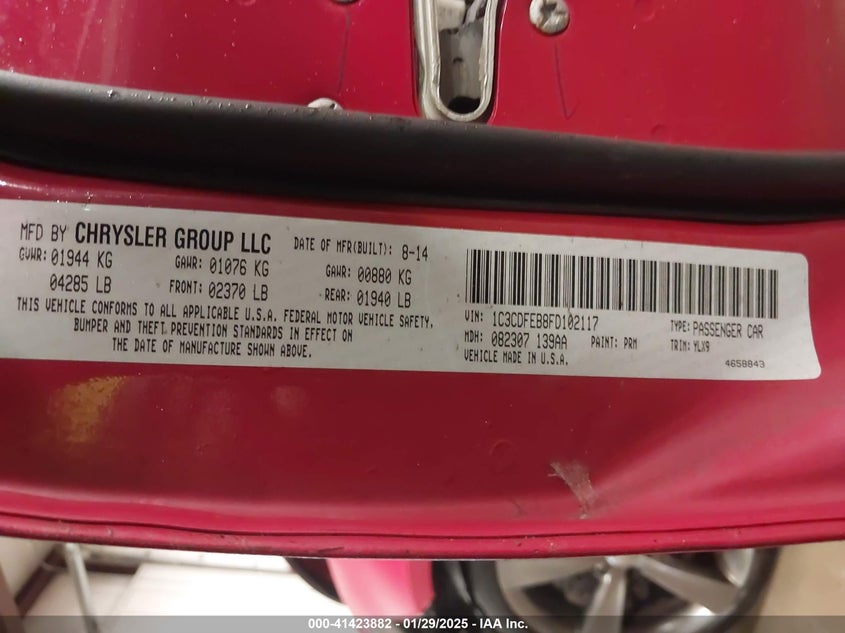 MFD BY CHRYSLER GROUP LLC DATE OF MFR(BUILT): 8-14
GVWR: 01944 KG GAWR: 01076 KG GAWR: 00880 KG
04285 LB FRONT: 02370 LB REAR: 01940 LB
THIS VEHICLE CONFORMS TO ALL APPLICABLE U.S.A. FEDERAL MOTOR VEHICLE SAFETY,
BUMPER AND THEFT PREVENTION STANDARDS IN EFFECT ON
THE DATE OF MANUFACTURE SHOWN ABOVE.
VIN: 1C3CDFEB8FD102117 TYPE: PASSENGER CAR
MDH: 082307 139AA PAINT: PRM TRIM: YLX9
VEHICLE MADE IN U.S.A. 4658843
000-41423882 — 01/29/2025 — IAA Inc.